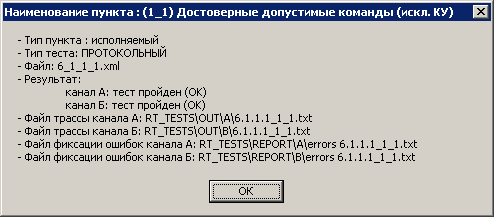 Наименование пункта : (1_1) Достоверные допустимые команды (искл. КУ)
- Тип пункта : исполняемый
- Тип теста: ПРОТОКОЛЬНЫЙ
- Файл: 6_1_1_1.xml
- Результат:
канал А: тест пройден (OK)
канал Б: тест пройден (OK)
- Файл трассы канала А: RT_TESTS\OUT\A\6.1.1.1_1_1.txt
- Файл трассы канала Б: RT_TESTS\OUT\B\6.1.1.1_1_1.txt
- Файл фиксации ошибок канала А: RT_TESTS\REPORT\A\errors 6.1.1.1_1_1.txt
- Файл фиксации ошибок канала Б: RT_TESTS\REPORT\B\errors 6.1.1.1_1_1.txt
OK